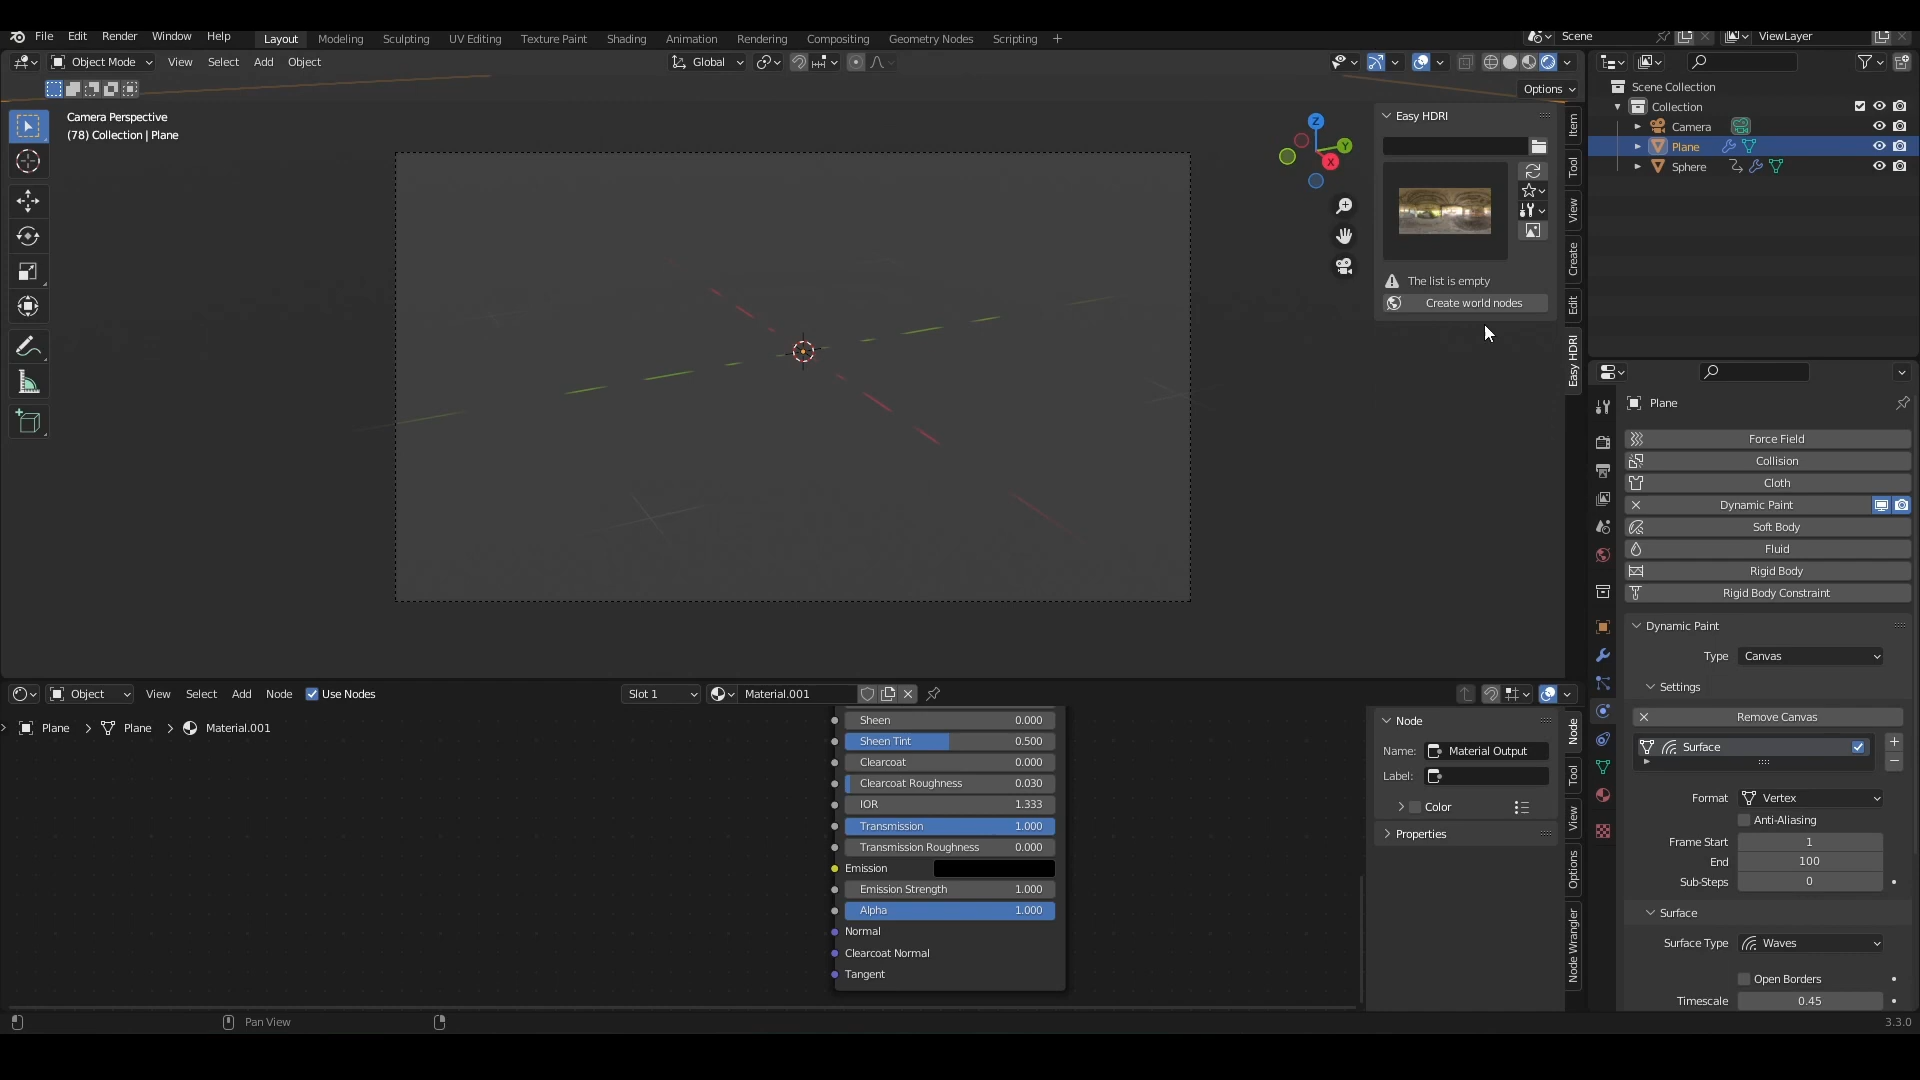 File Edit Render Window Help Layout Modeling Sculpting UV Editing Texture Paint Shading Animation Rendering Compositing Geometry Nodes Scripting + Scene ViewLayer
Object Mode View Select Add Object Global
Options
Camera Perspective
(78) Collection | Plane
Z
Y
X
Easy HDRI
The list is empty
Create world nodes
Item
Tool
View
Create
Edit
Easy HDRI
Scene Collection
Collection
Camera
Plane
Sphere
Plane
Force Field
Collision
Cloth
Dynamic Paint
Soft Body
Fluid
Rigid Body
Rigid Body Constraint
Dynamic Paint
Type Canvas
Settings
Remove Canvas
Surface
Format Vertex
Anti-Aliasing
Frame Start 1
End 100
Sub-Steps 0
Surface
Surface Type Waves
Open Borders
Timescale 0.45
Object View Select Add Node Use Nodes Slot 1 Material.001
Plane > Plane > Material.001
Sheen 0.000
Sheen Tint 0.500
Clearcoat 0.000
Clearcoat Roughness 0.030
IOR 1.333
Transmission 1.000
Transmission Roughness 0.000
Emission
Emission Strength 1.000
Alpha 1.000
Normal
Clearcoat Normal
Tangent
Node
Name: Material Output
Label:
Color
Properties
Node
Tool
View
Options
Node Wrangler
Pan View
3.3.0